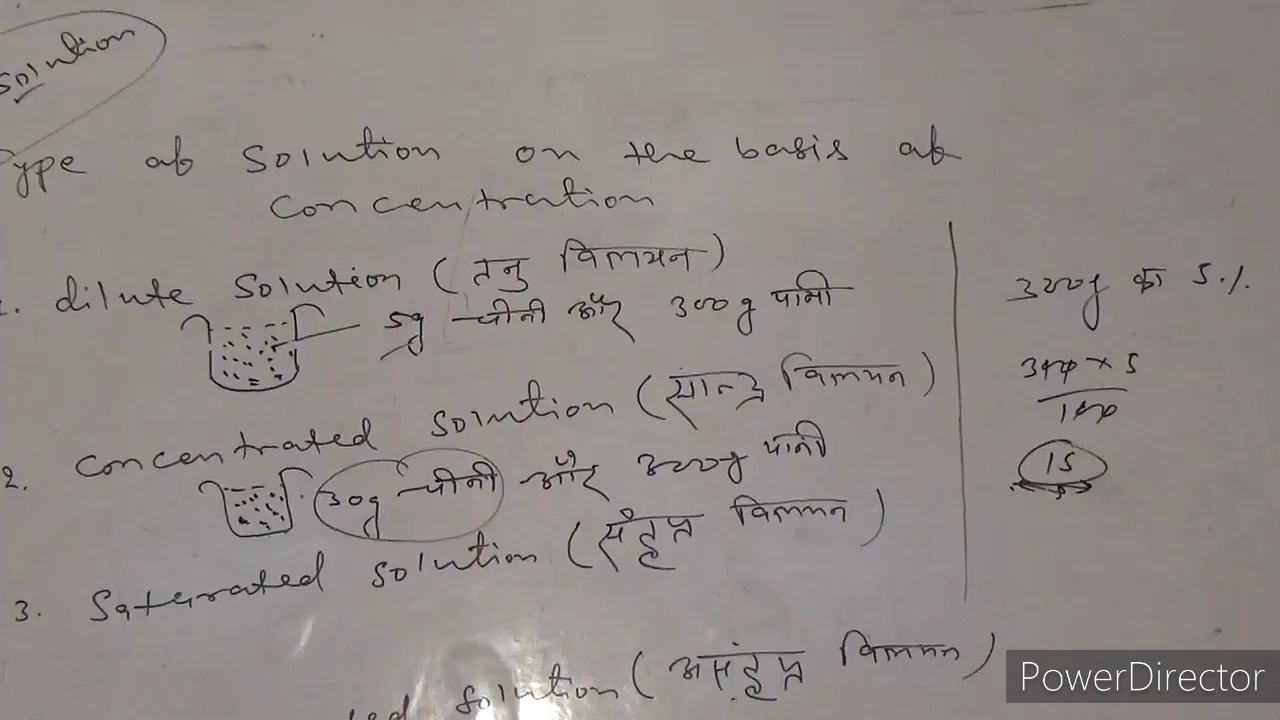 Solution
Type of Solution on the basis of
Concentration
1. dilute Solution (तनु विलयन)
5g चीनी और 300g पानी
2. Concentrated Solution (सान्द्र विलयन)
30g चीनी और 300g पानी
3. Saturated Solution (संतृप्त विलयन)
Solution (असंतृप्त विलयन)
300g का 5%
300 x 5
100
15
PowerDirector